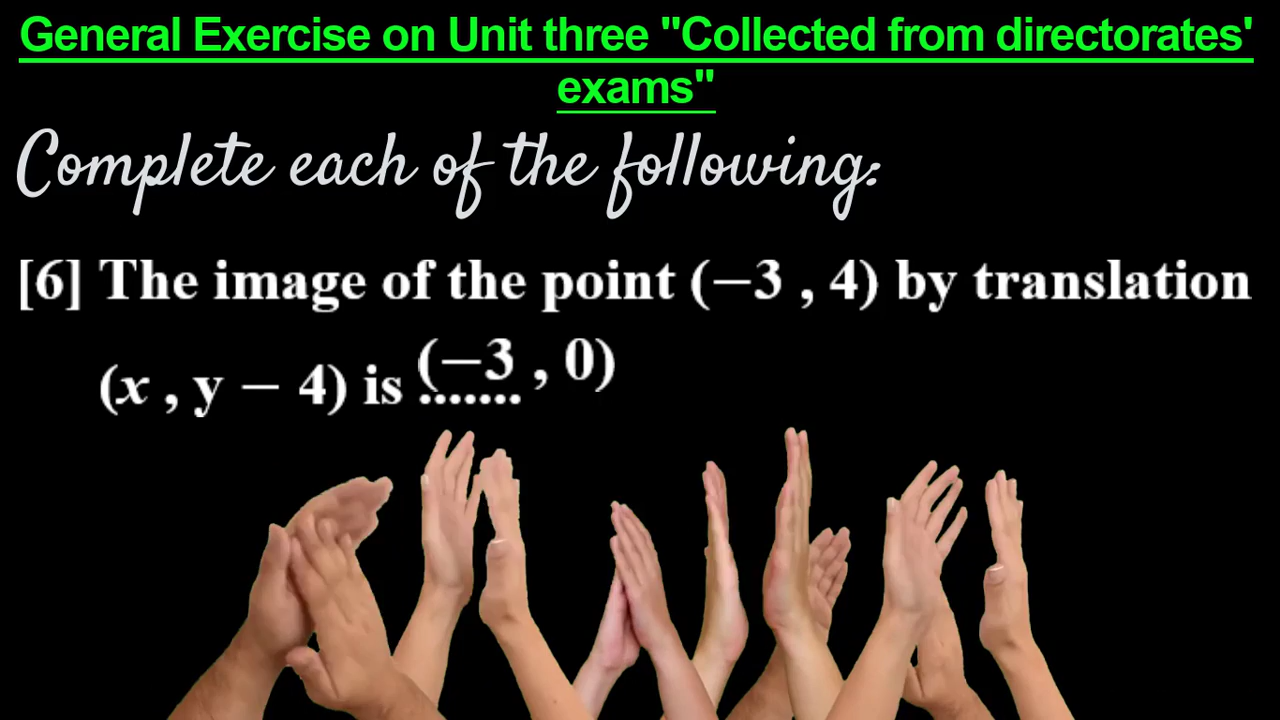 General Exercise on Unit three "Collected from directorates'
exams"
Complete each of the following:
[6] The image of the point (−3 , 4) by translation
(x , y − 4) is ....... (−3 , 0)